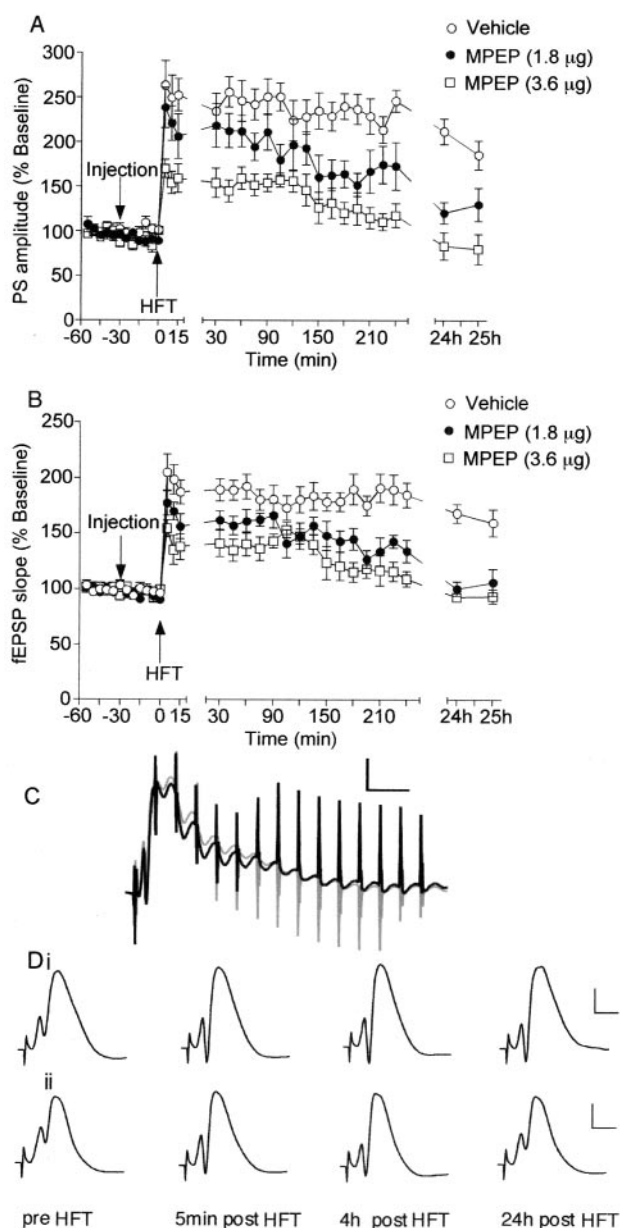 A
○ Vehicle
● MPEP (1.8 µg)
□ MPEP (3.6 µg)
PS amplitude (% Baseline)
300
250
200
150
100
50
0
Injection
HFT
-60 -30 0 15 30 90 150 210 24h 25h
Time (min)
B
○ Vehicle
● MPEP (1.8 µg)
□ MPEP (3.6 µg)
fEPSP slope (% Baseline)
250
200
150
100
50
0
Injection
HFT
-60 -30 0 15 30 90 150 210 24h 25h
Time (min)
C
Di
ii
pre HFT 5min post HFT 4h post HFT 24h post HFT